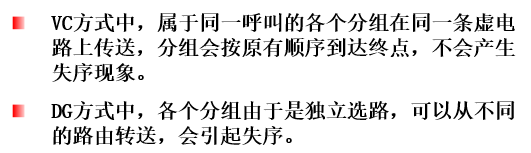 VC方式中，属于同一呼叫的各个分组在同一条虚电
路上传送，分组会按原有顺序到达终点，不会产生
失序现象。
DG方式中，各个分组由于是独立选路，可以从不同
的路由转送，会引起失序。